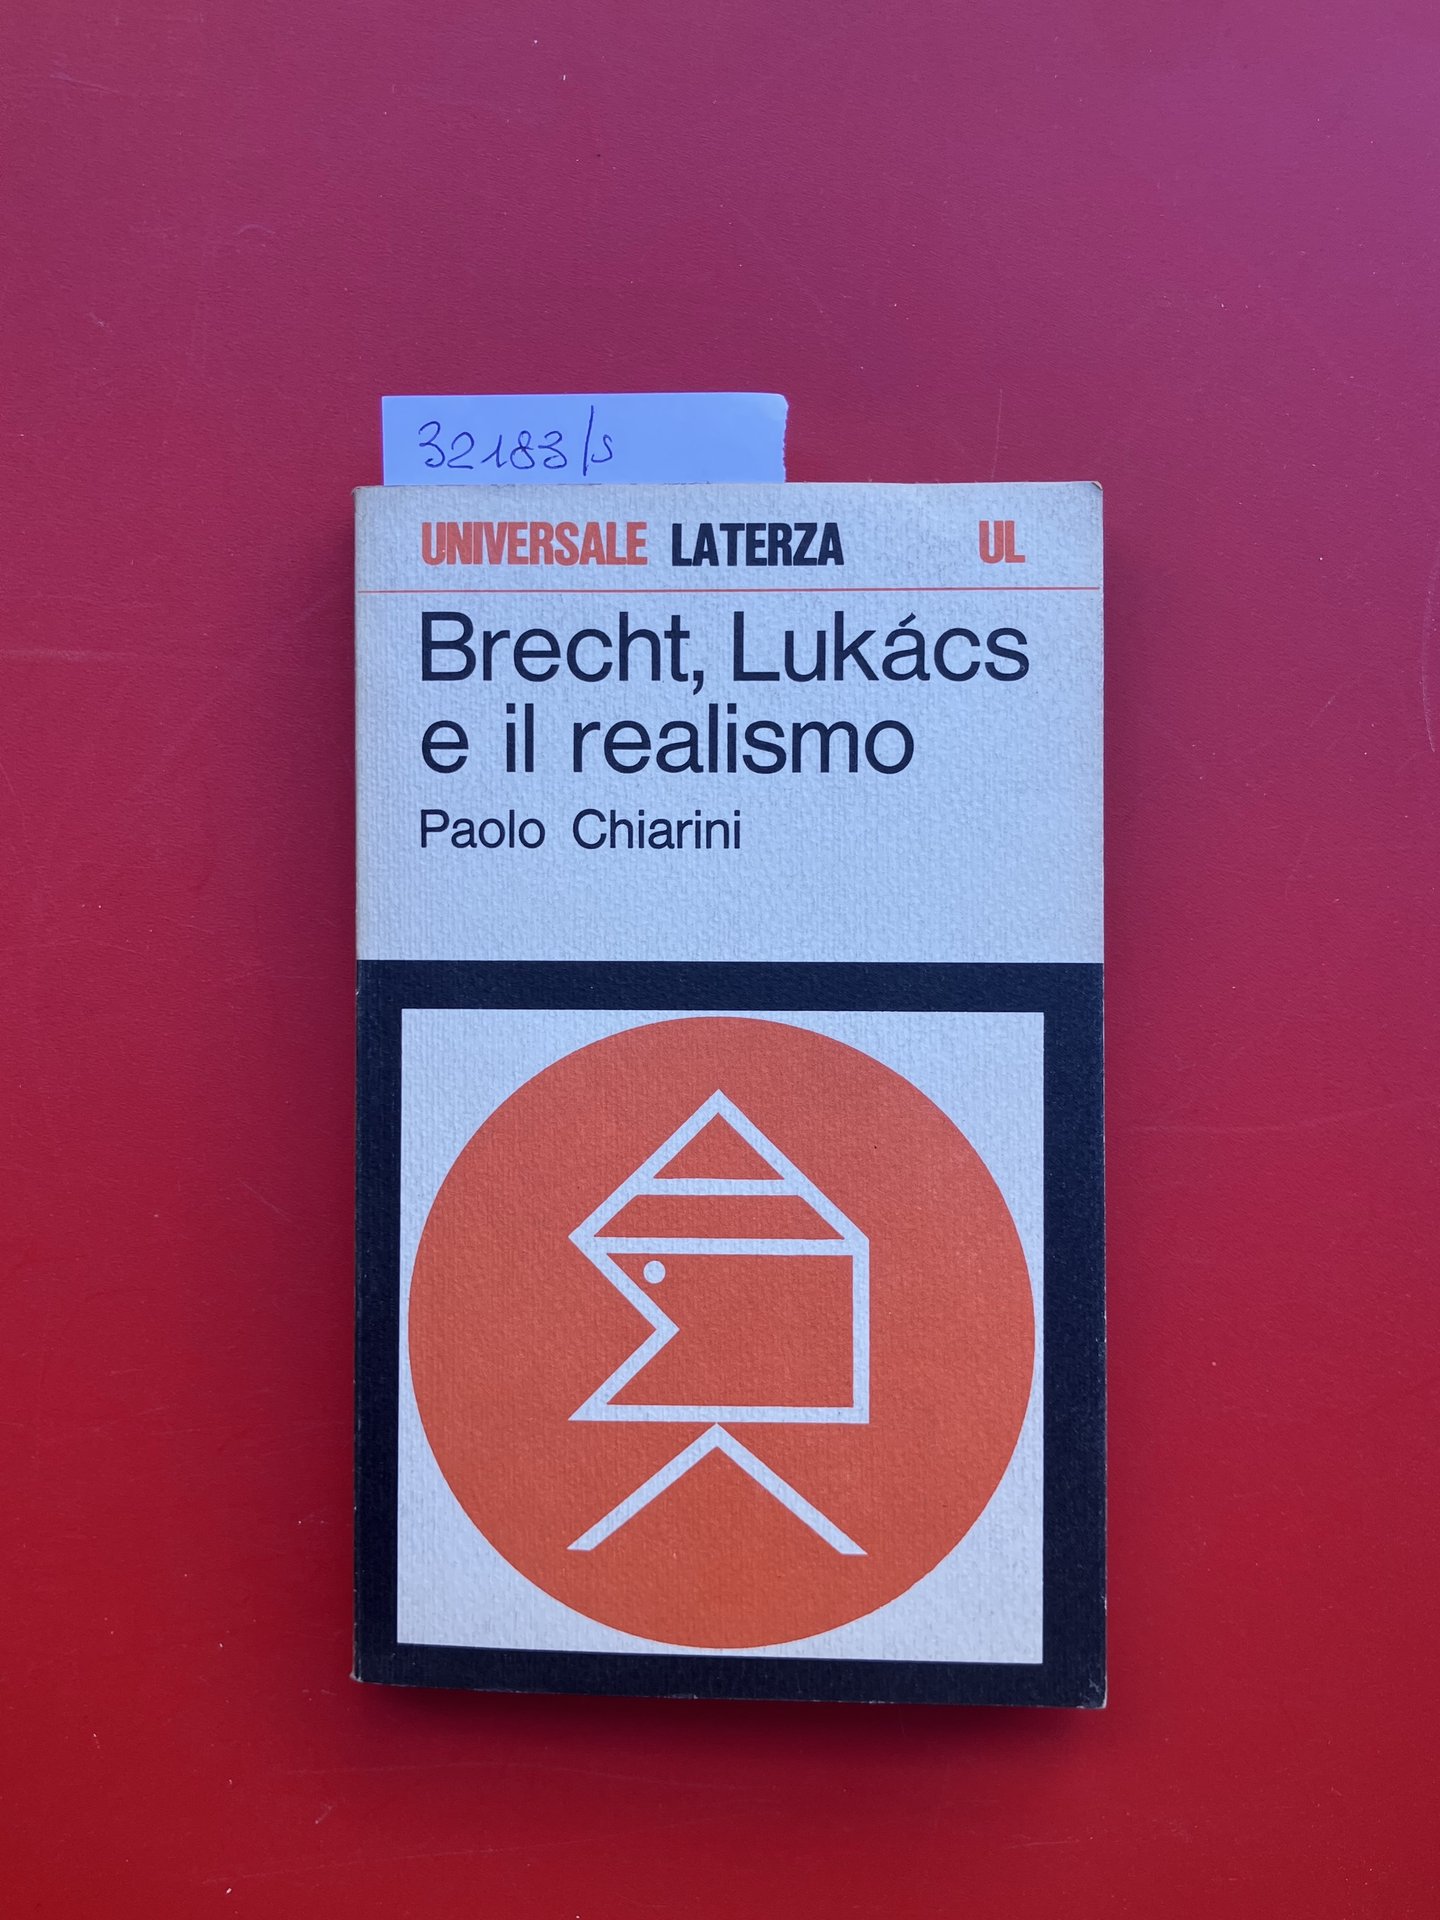 32183/s
UNIVERSALE LATERZA UL
Brecht, Lukács
e il realismo
Paolo Chiarini